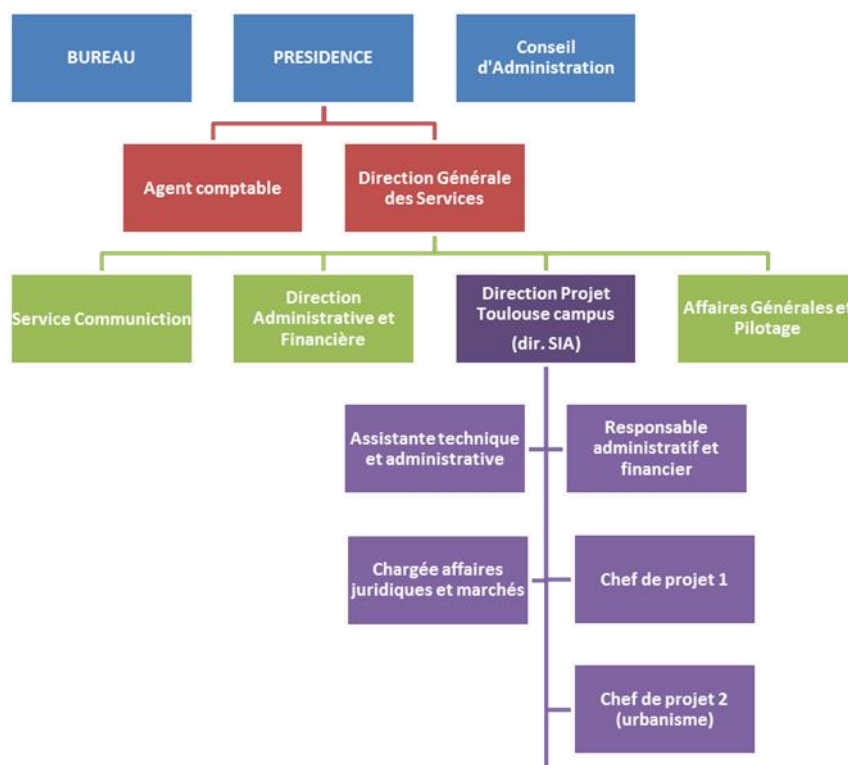 BUREAU
PRESIDENCE
Conseil
d'Administration
Agent comptable
Direction Générale
des Services
Service Communiction
Direction
Administrative et
Financière
Direction Projet
Toulouse campus
(dir. SIA)
Affaires Générales et
Pilotage
Assistante technique
et administrative
Responsable
administratif et
financier
Chargée affaires
juridiques et marchés
Chef de projet 1
Chef de projet 2
(urbanisme)